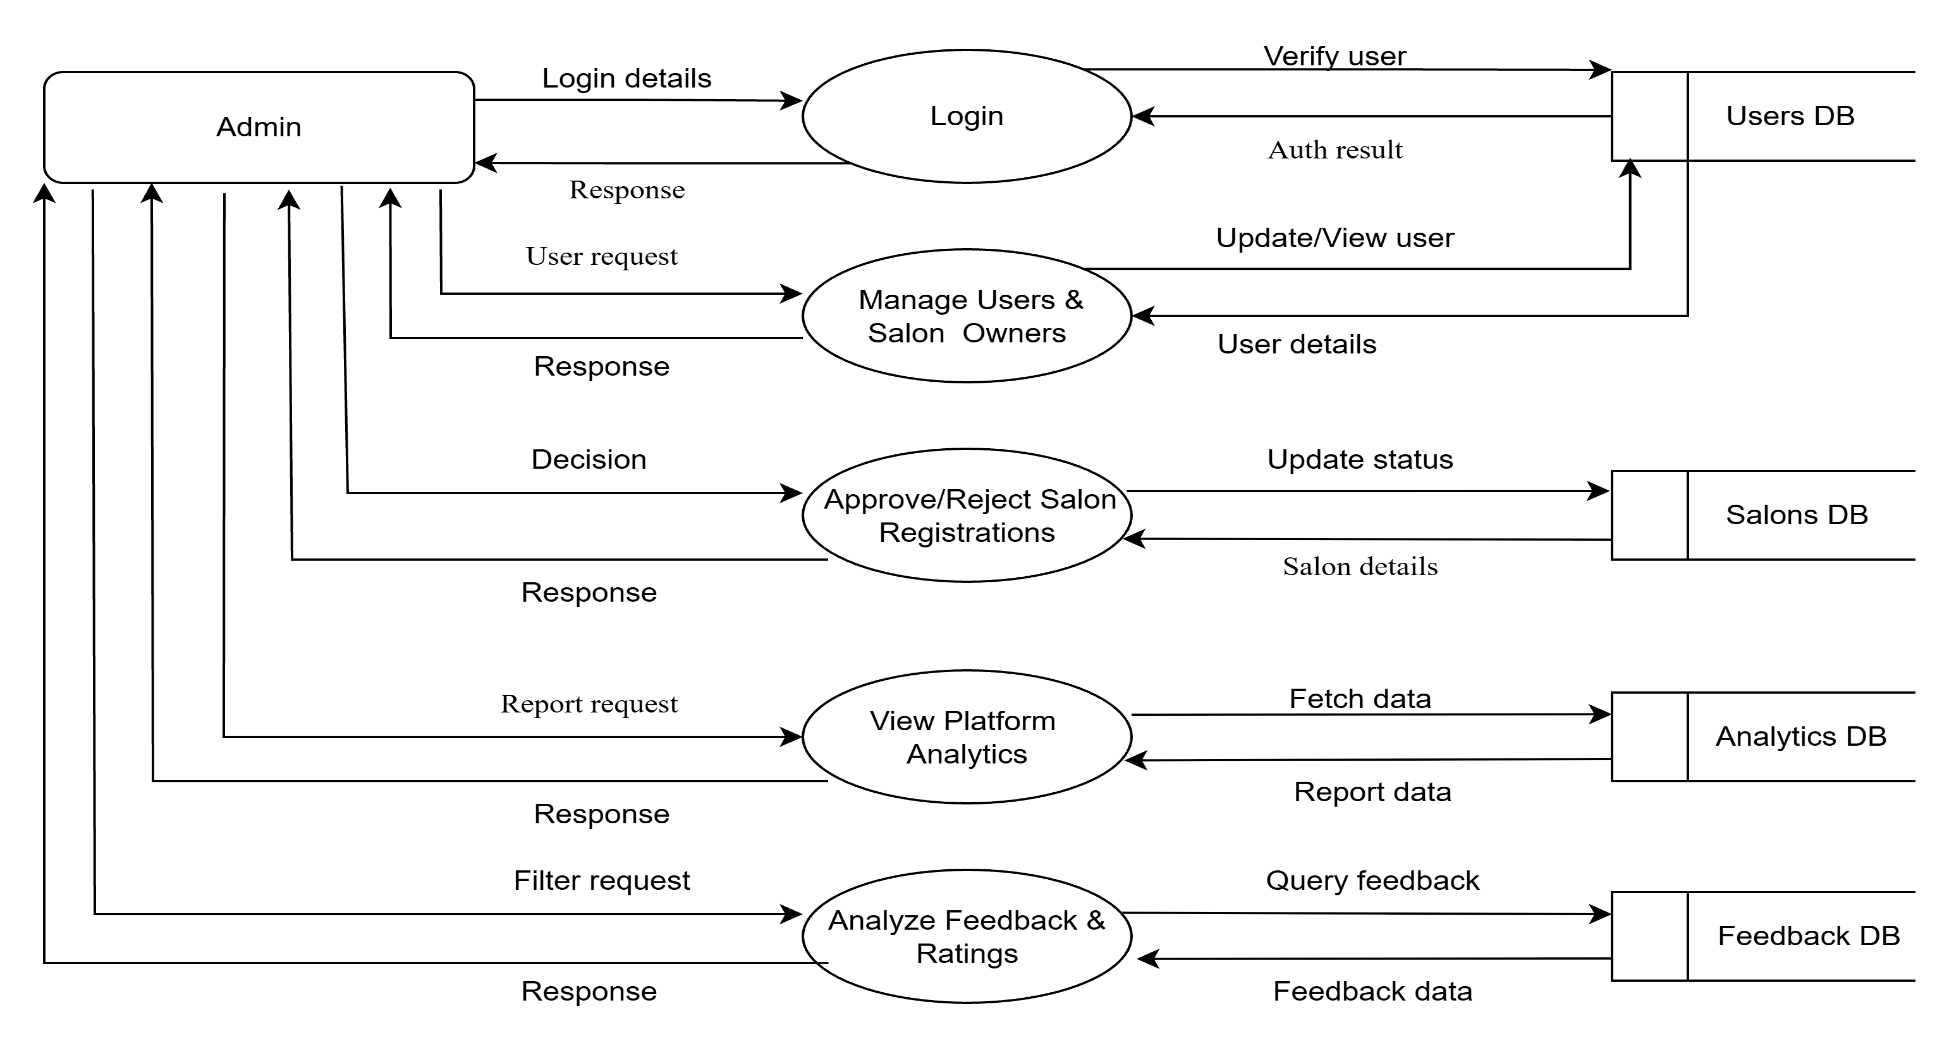 Admin
Login details
Login
Verify user
Users DB
Auth result
Response
User request
Update/View user
Manage Users &
Salon  Owners
User details
Response
Decision
Approve/Reject Salon
Registrations
Update status
Salons DB
Salon details
Response
Report request
View Platform
Analytics
Fetch data
Analytics DB
Report data
Response
Filter request
Analyze Feedback &
Ratings
Query feedback
Feedback DB
Feedback data
Response